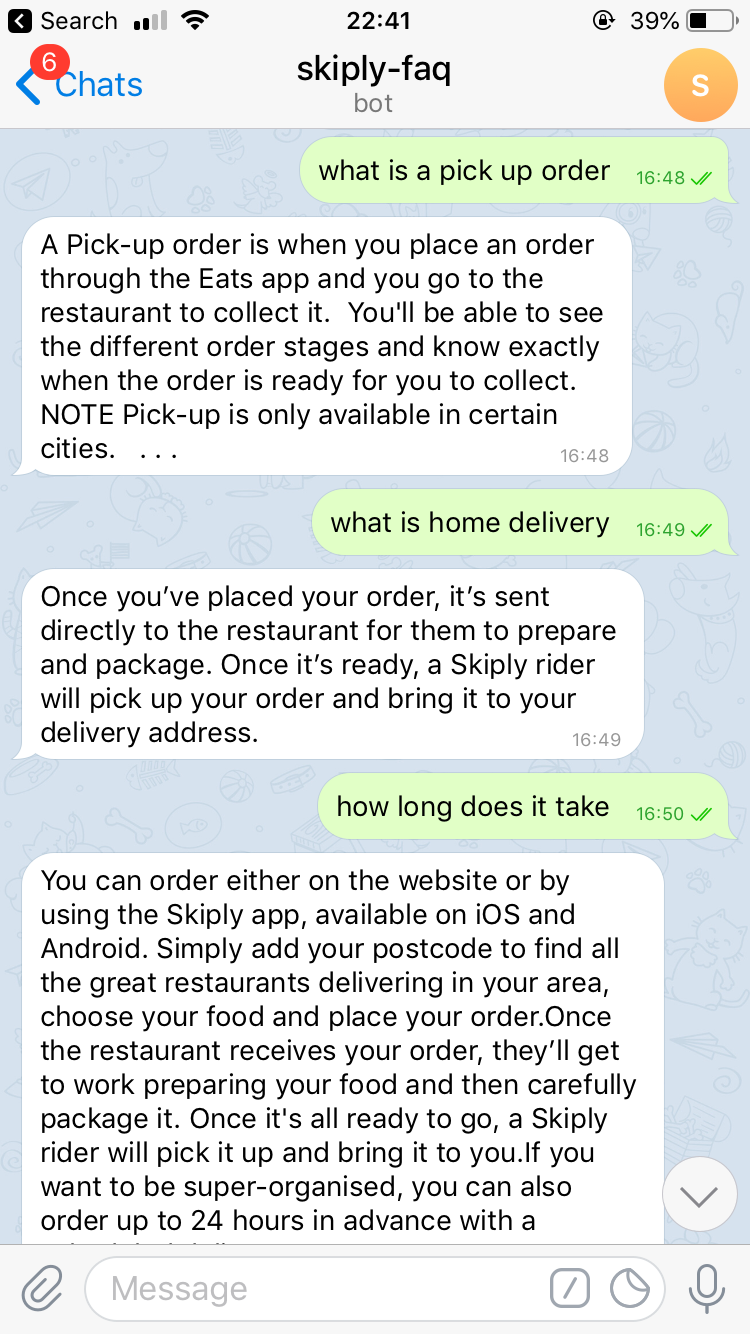 Search
22:41
39%
6
Chats
skiply-faq
bot
S
what is a pick up order 16:48
A Pick-up order is when you place an order
through the Eats app and you go to the
restaurant to collect it.  You'll be able to see
the different order stages and know exactly
when the order is ready for you to collect.
NOTE Pick-up is only available in certain
cities.   . . .
16:48
what is home delivery 16:49
Once you’ve placed your order, it’s sent
directly to the restaurant for them to prepare
and package. Once it’s ready, a Skiply rider
will pick up your order and bring it to your
delivery address.
16:49
how long does it take 16:50
You can order either on the website or by
using the Skiply app, available on iOS and
Android. Simply add your postcode to find all
the great restaurants delivering in your area,
choose your food and place your order.Once
the restaurant receives your order, they’ll get
to work preparing your food and then carefully
package it. Once it's all ready to go, a Skiply
rider will pick it up and bring it to you.If you
want to be super-organised, you can also
order up to 24 hours in advance with a
Message